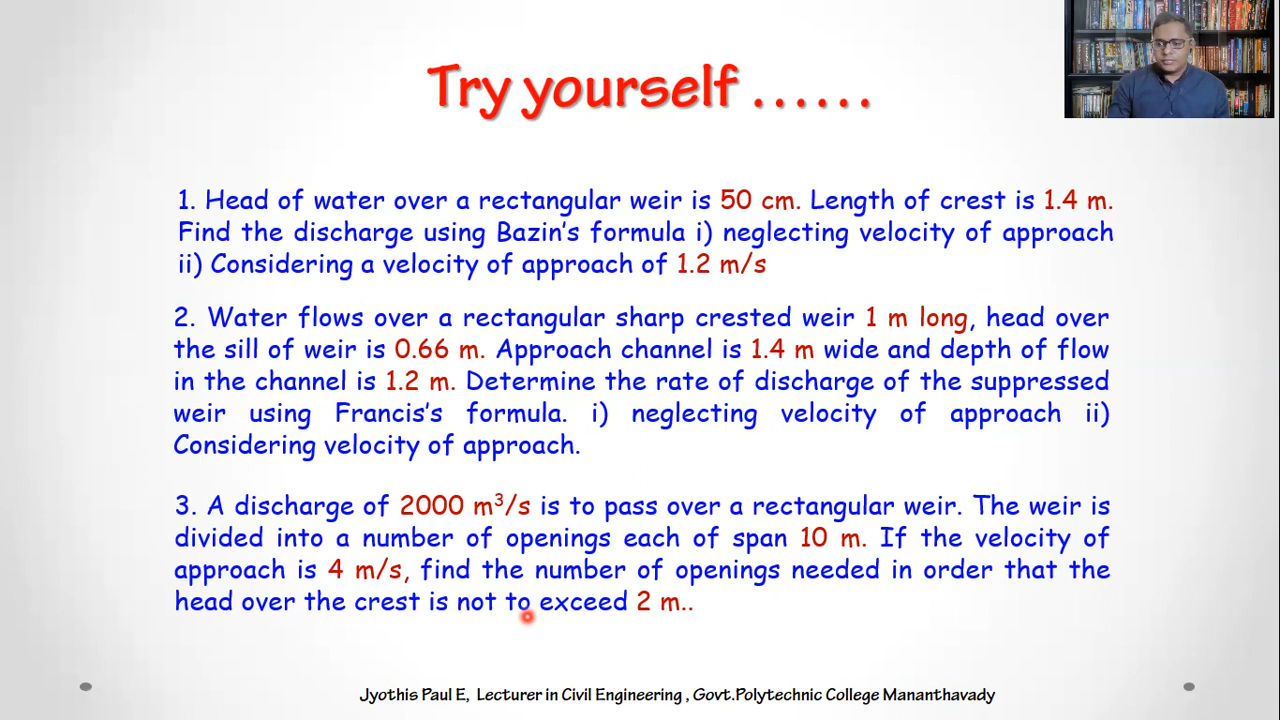 Try yourself ......
1. Head of water over a rectangular weir is 50 cm. Length of crest is 1.4 m.
Find the discharge using Bazin's formula i) neglecting velocity of approach
ii) Considering a velocity of approach of 1.2 m/s
2. Water flows over a rectangular sharp crested weir 1 m long, head over
the sill of weir is 0.66 m. Approach channel is 1.4 m wide and depth of flow
in the channel is 1.2 m. Determine the rate of discharge of the suppressed
weir using Francis's formula. i) neglecting velocity of approach ii)
Considering velocity of approach.
3. A discharge of 2000 m³/s is to pass over a rectangular weir. The weir is
divided into a number of openings each of span 10 m. If the velocity of
approach is 4 m/s, find the number of openings needed in order that the
head over the crest is not to exceed 2 m..
Jyothis Paul E, Lecturer in Civil Engineering , Govt.Polytechnic College Mananthavady